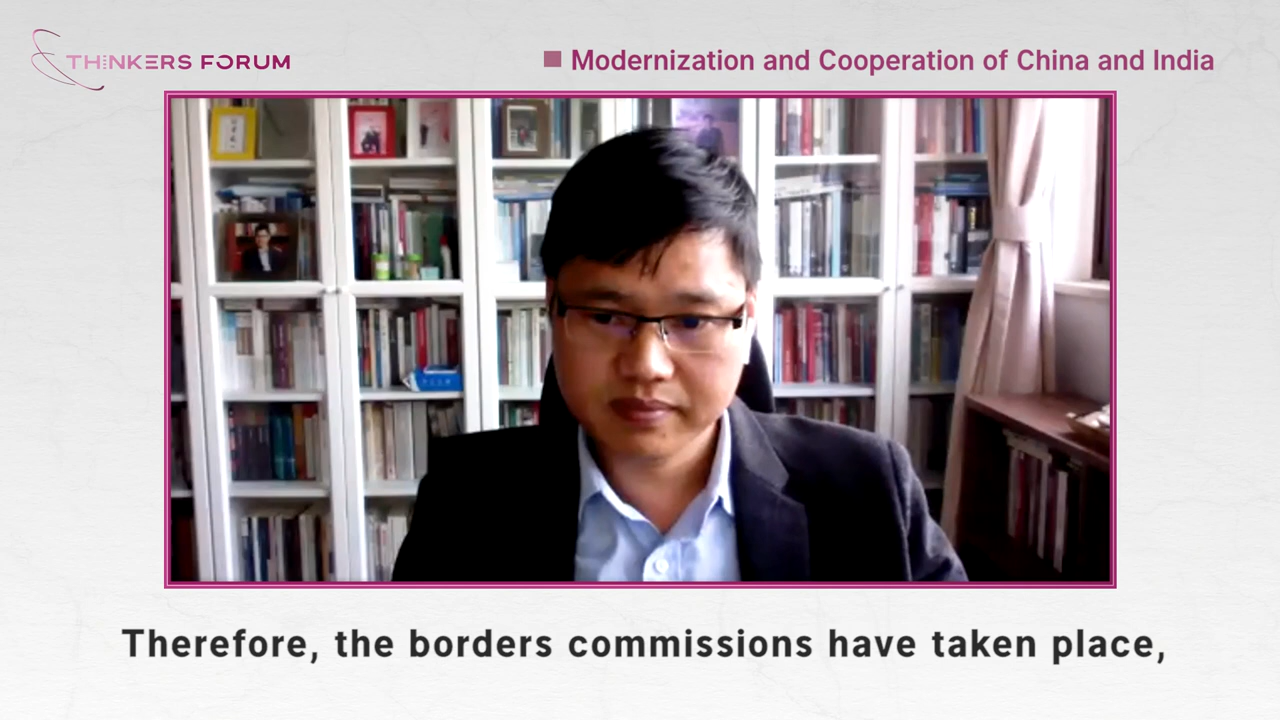 THINKERS FORUM
Modernization and Cooperation of China and India
Therefore, the borders commissions have taken place,